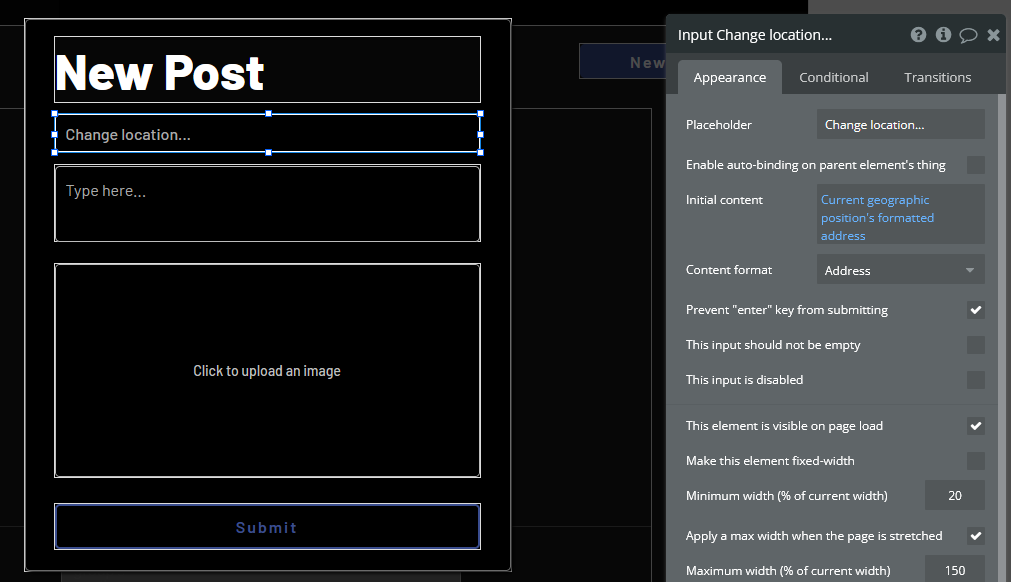 New Post
Change location...
Type here...
Click to upload an image
Submit
New
Input Change location...
Appearance
Conditional
Transitions
Placeholder
Change location...
Enable auto-binding on parent element's thing
Initial content
Current geographic
position's formatted
address
Content format
Address
Prevent "enter" key from submitting
This input should not be empty
This input is disabled
This element is visible on page load
Make this element fixed-width
Minimum width (% of current width)
20
Apply a max width when the page is stretched
Maximum width (% of current width)
150